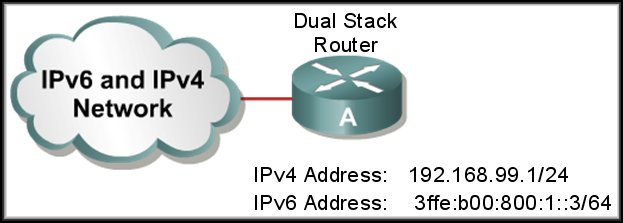 Dual Stack
Router
IPv6 and IPv4
Network
A
IPv4 Address: 192.168.99.1/24
IPv6 Address: 3ffe:b00:800:1::3/64